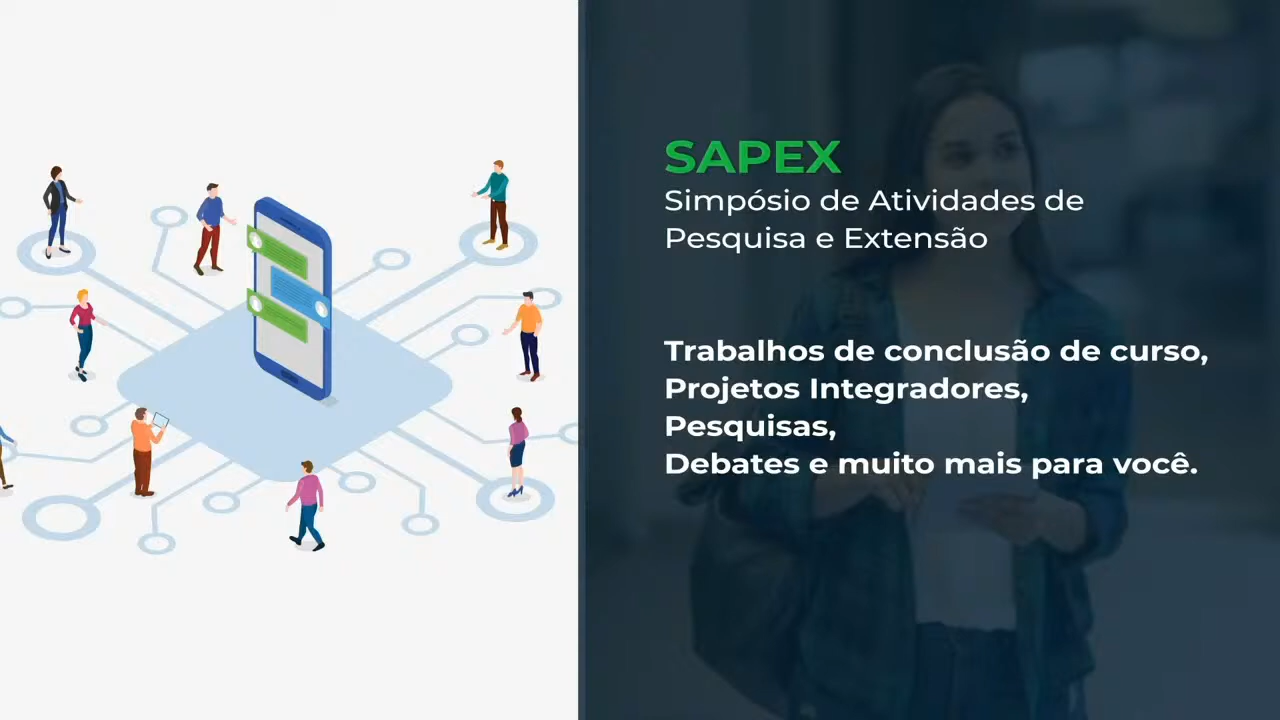 SAPEX
Simpósio de Atividades de
Pesquisa e Extensão
Trabalhos de conclusão de curso,
Projetos Integradores,
Pesquisas,
Debates e muito mais para você.